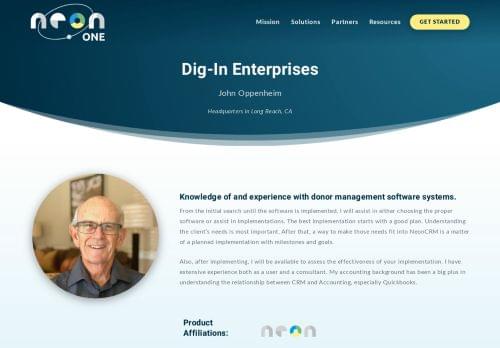 neon
ONE
Mission Solutions Partners Resources GET STARTED
Dig-In Enterprises
John Oppenheim
Headquarters in Long Beach, CA
Knowledge of and experience with donor management software systems.
From the initial search until the software is implemented, I will assist in either choosing the proper
software or assist in implementations. The best implementation starts with a good plan. Understanding
the client's needs is most important. After that, a way to make those needs fit into NeonCRM is a matter
of a planned implementation with milestones and goals.
Also, after implementing, I will be available to assess the effectiveness of your implementation. I have
extensive experience both as a user and a consultant. My accounting background has been a big plus in
understanding the relationship between CRM and Accounting, especially Quickbooks.
Product
Affiliations:
neon